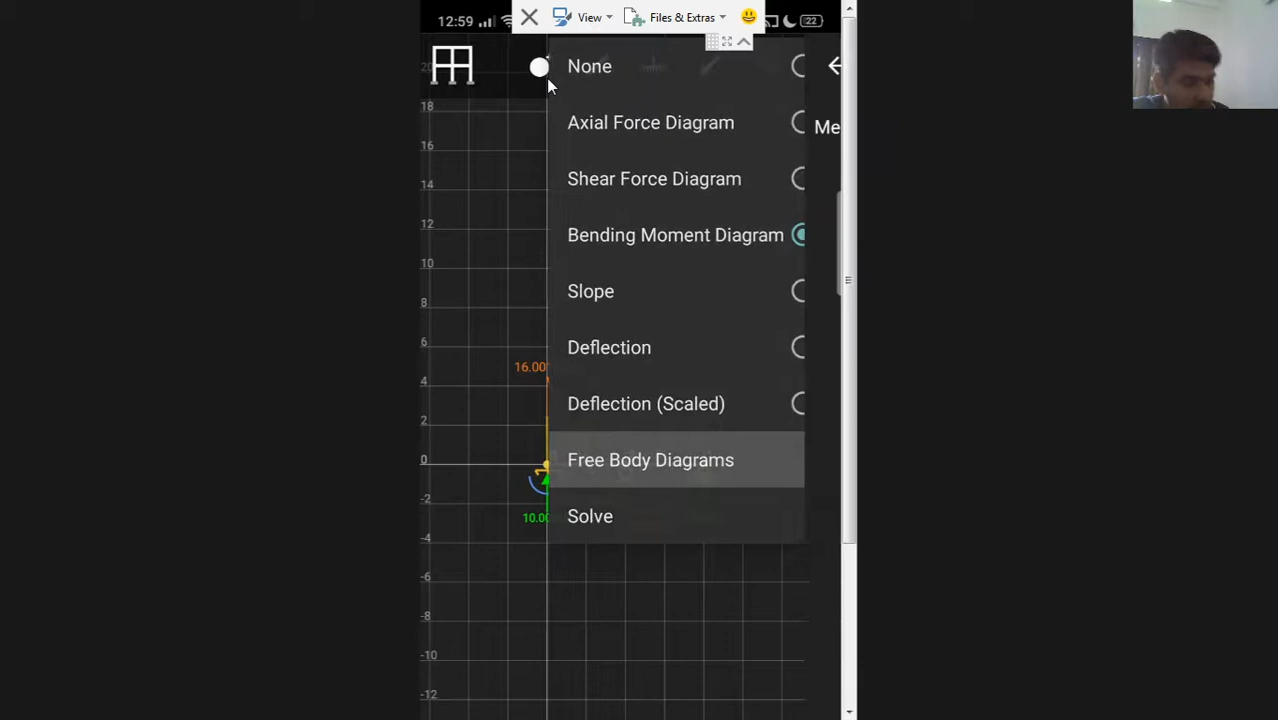 12:59
22
View
Files & Extras
None
Axial Force Diagram
Me
Shear Force Diagram
Bending Moment Diagram
Slope
Deflection
Deflection (Scaled)
Free Body Diagrams
Solve
20
18
16
14
12
10
8
6
16.00
4
2
0
-2
10.00
-4
-6
-8
-10
-12